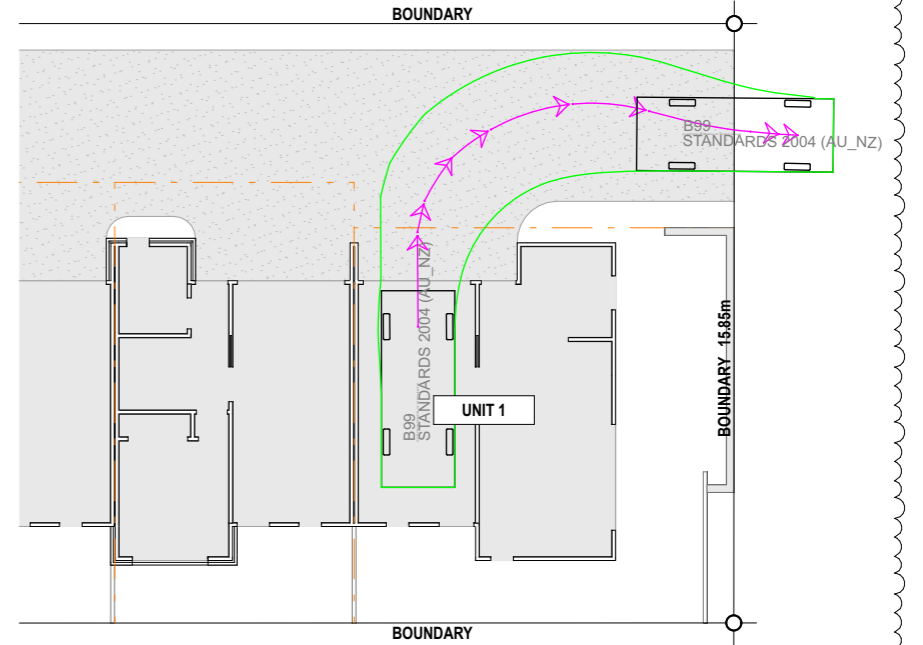 BOUNDARY
B99
STANDARDS 2004 (AU_NZ)
B99
STANDARDS 2004 (AU_NZ)
UNIT 1
BOUNDARY 15.85m
BOUNDARY